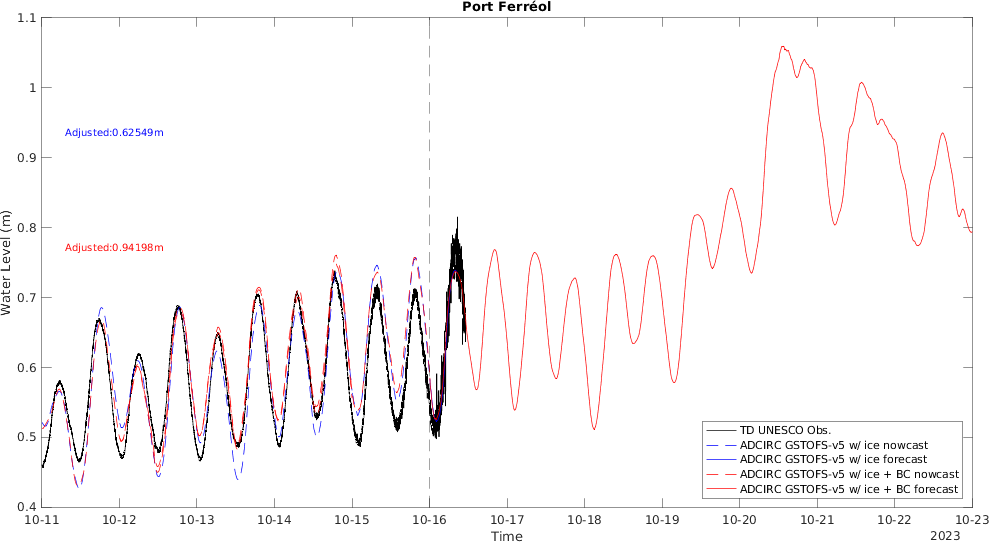 Port Ferréol
1.1
1
0.9
0.8
0.7
0.6
0.5
0.4
Water Level (m)
Adjusted:0.62549m
Adjusted:0.94198m
TD UNESCO Obs.
ADCIRC GSTOFS-v5 w/ ice nowcast
ADCIRC GSTOFS-v5 w/ ice forecast
ADCIRC GSTOFS-v5 w/ ice + BC nowcast
ADCIRC GSTOFS-v5 w/ ice + BC forecast
10-11 10-12 10-13 10-14 10-15 10-16 10-17 10-18 10-19 10-20 10-21 10-22 10-23
Time
2023